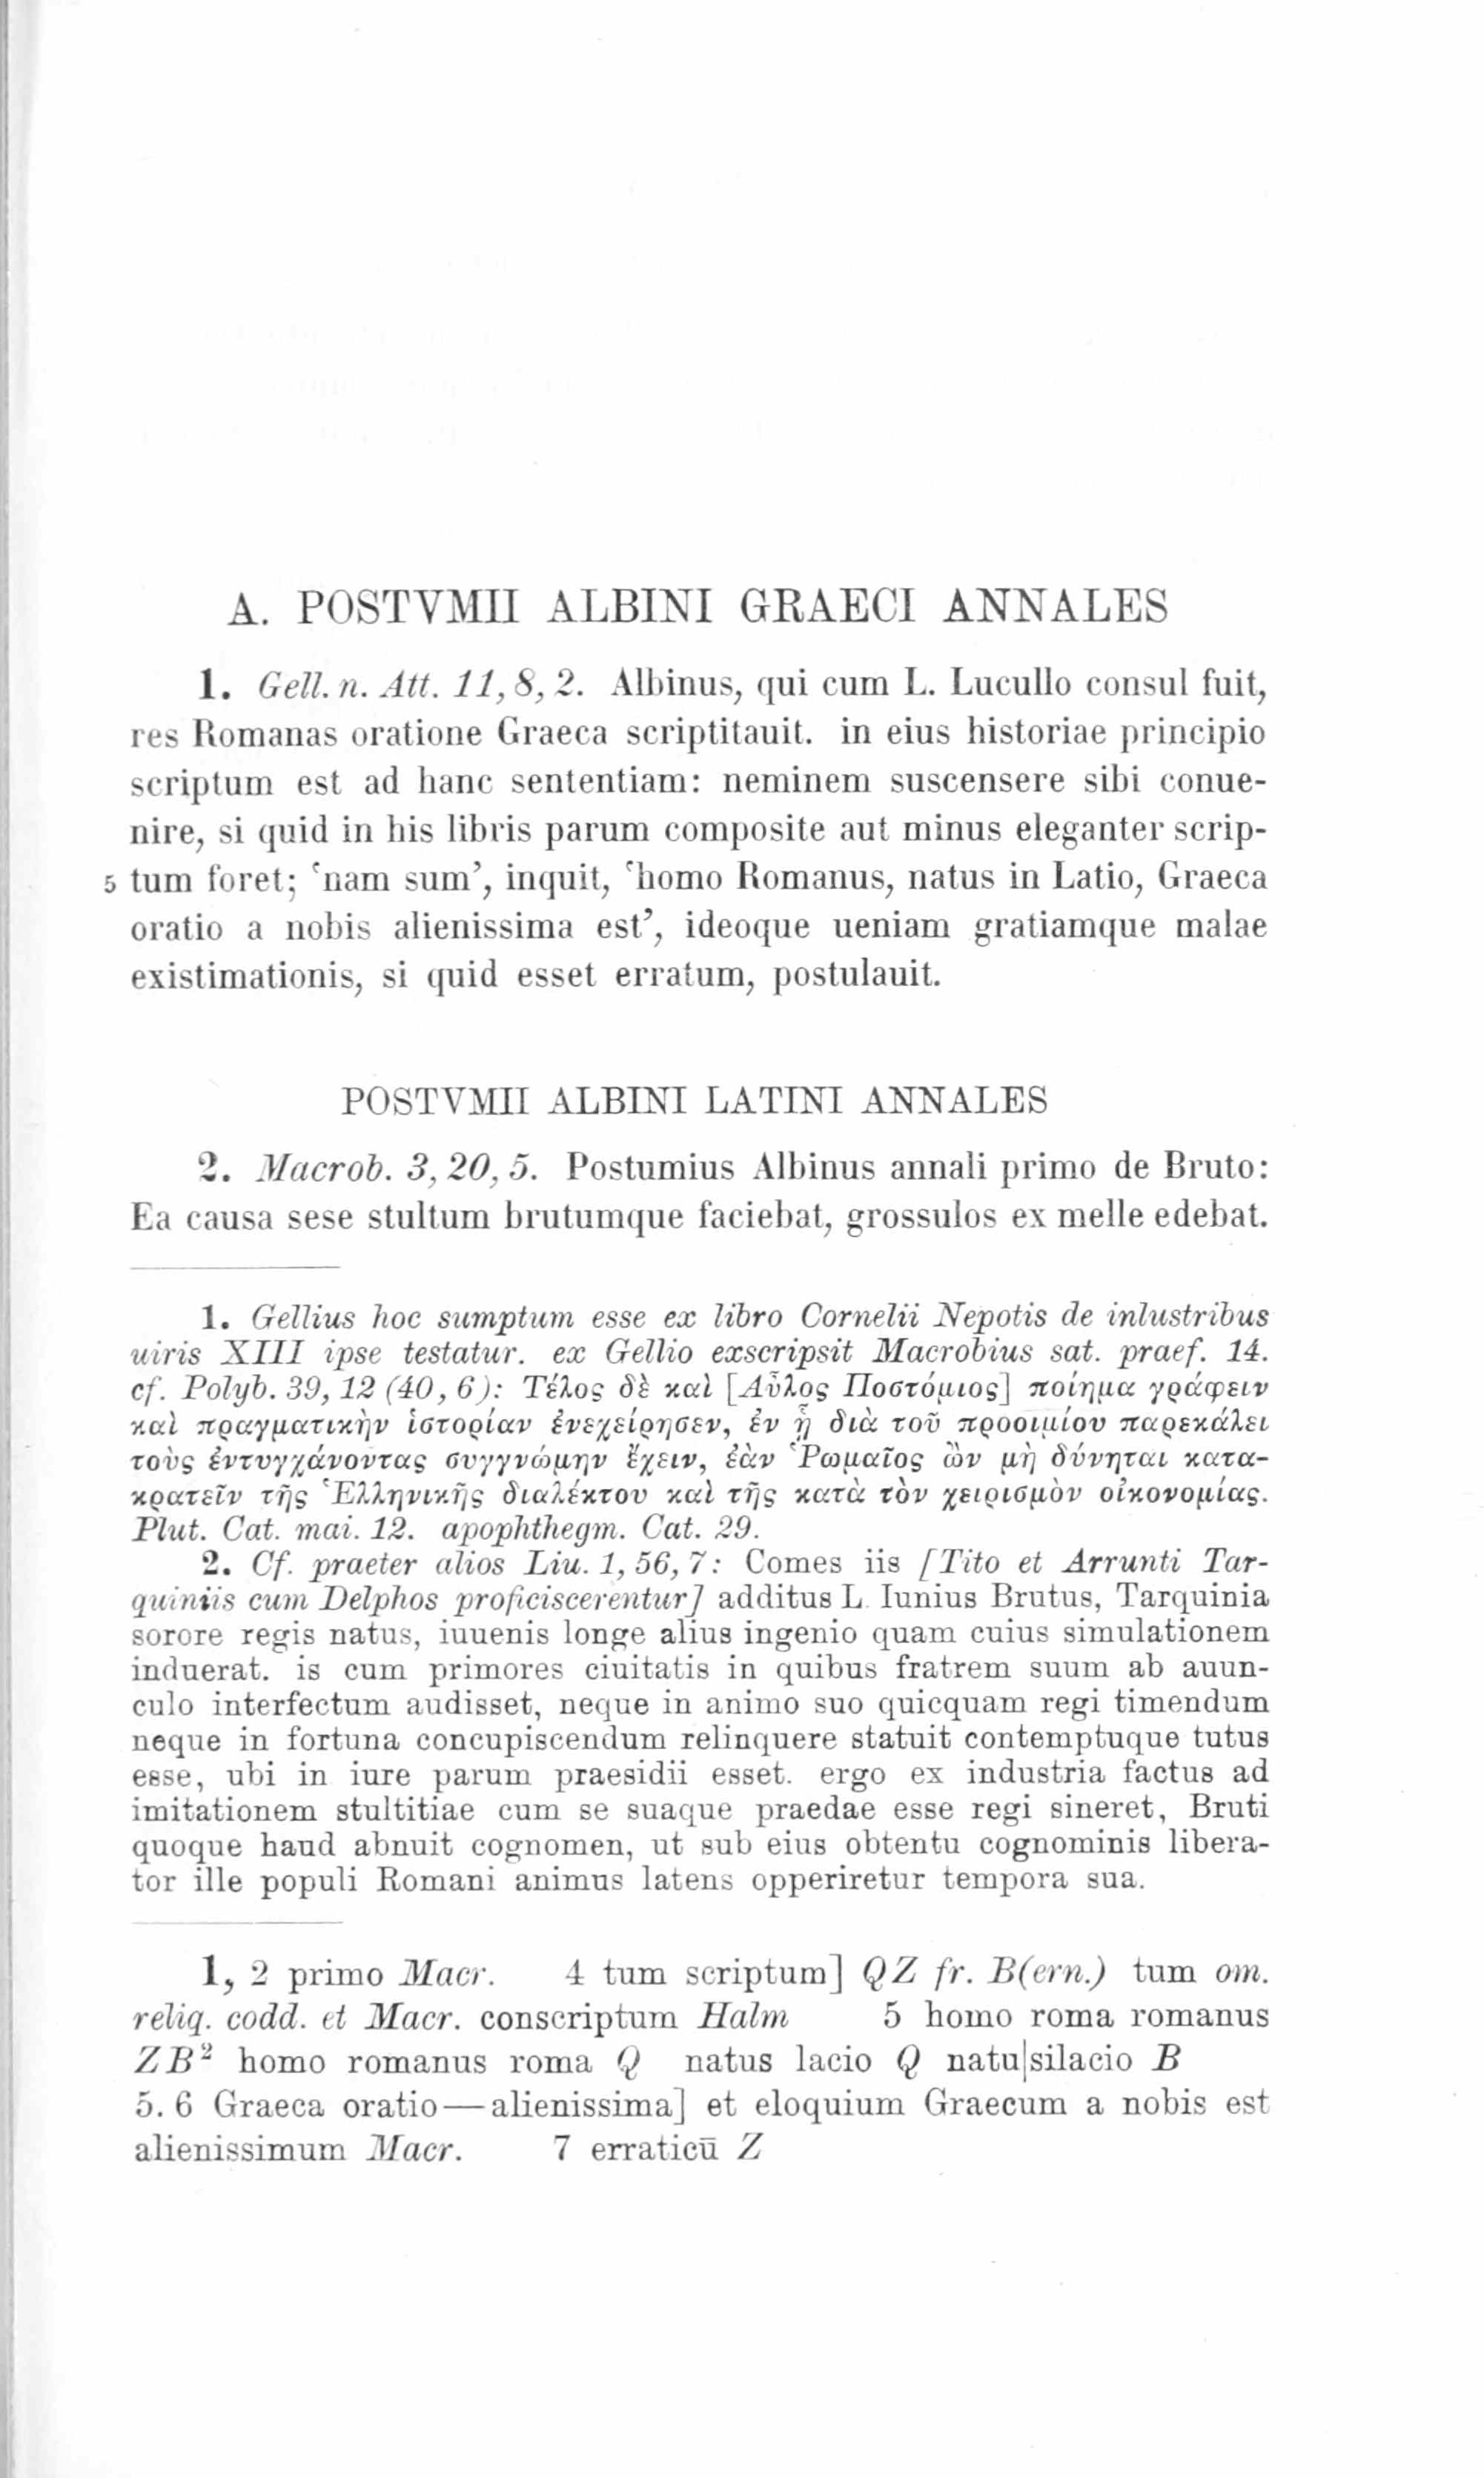 A. POSTVMII ALBINI GRAECI ANNALES
1. Gell. n. Att. 11, 8, 2. Albinus, qui cum L. Lucullo consul fuit,
res Romanas oratione Graeca scriptitauit. in eius historiae principio
scriptum est ad hanc sententiam: neminem suscensere sibi conue-
nire, si quid in his libris parum composite aut minus eleganter scrip-
5 tum foret; ‘nam sum’, inquit, ‘homo Romanus, natus in Latio, Graeca
oratio a nobis alienissima est’, ideoque ueniam gratiamque malae
existimationis, si quid esset erratum, postulauit.
POSTVMII ALBINI LATINI ANNALES
2. Macrob. 3, 20, 5. Postumius Albinus annali primo de Bruto:
Ea causa sese stultum brutumque faciebat, grossulos ex melle edebat.
1. Gellius hoc sumptum esse ex libro Cornelii Nepotis de inlustribus
uiris XIII ipse testatur. ex Gellio exscripsit Macrobius sat. praef. 14.
cf. Polyb. 39, 12 (40, 6): Τέλος δὲ καὶ [Αὖλος Ποστόμιος] ποίημα γράφειν
καὶ πραγματικὴν ἱστορίαν ἐνεχείρησεν, ἐν ᾗ διὰ τοῦ προοιμίου παρεκάλει
τοὺς ἐντυγχάνοντας συγγνώμην ἔχειν, ἐὰν Ῥωμαῖος ὢν μὴ δύνηται κατα-
κρατεῖν τῆς Ἑλληνικῆς διαλέκτου καὶ τῆς κατὰ τὸν χειρισμὸν οἰκονομίας.
Plut. Cat. mai. 12. apophthegm. Cat. 29.
2. Cf. praeter alios Liu. 1, 56, 7: Comes iis [Tito et Arrunti Tar-
quiniis cum Delphos proficiscerentur] additus L. Iunius Brutus, Tarquinia
sorore regis natus, iuuenis longe alius ingenio quam cuius simulationem
induerat. is cum primores ciuitatis in quibus fratrem suum ab auun-
culo interfectum audisset, neque in animo suo quicquam regi timendum
neque in fortuna concupiscendum relinquere statuit contemptuque tutus
esse, ubi in iure parum praesidii esset. ergo ex industria factus ad
imitationem stultitiae cum se suaque praedae esse regi sineret, Bruti
quoque haud abnuit cognomen, ut sub eius obtentu cognominis libera-
tor ille populi Romani animus latens opperiretur tempora sua.
1, 2 primo Macr. 4 tum scriptum] QZ fr. B(ern.) tum om.
reliq. codd. et Macr. conscriptum Halm 5 homo roma romanus
ZB² homo romanus roma Q natus lacio Q natu|silacio B
5. 6 Graeca oratio—alienissima] et eloquium Graecum a nobis est
alienissimum Macr. 7 erraticū Z